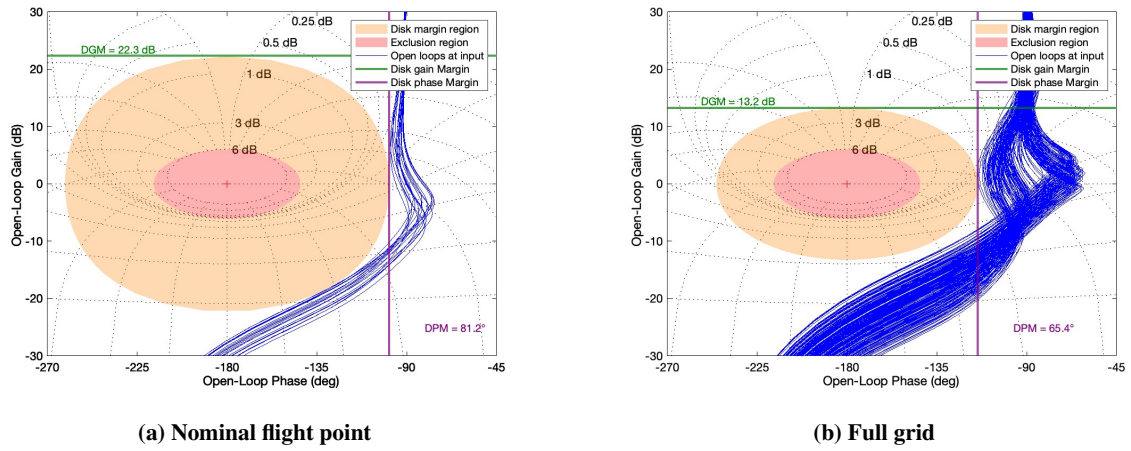 30
20
10
0
-10
-20
-30
-270
-225
-180
-135
-90
-45
Open-Loop Gain (dB)
Open-Loop Phase (deg)
0.25 dB
0.5 dB
1 dB
3 dB
6 dB
DGM = 22.3 dB
DPM = 81.2°
Disk margin region
Exclusion region
Open loops at input
Disk gain Margin
Disk phase Margin
(a) Nominal flight point
30
20
10
0
-10
-20
-30
-270
-225
-180
-135
-90
-45
Open-Loop Gain (dB)
Open-Loop Phase (deg)
0.25 dB
0.5 dB
1 dB
3 dB
6 dB
DGM = 13.2 dB
DPM = 65.4°
Disk margin region
Exclusion region
Open loops at input
Disk gain Margin
Disk phase Margin
(b) Full grid